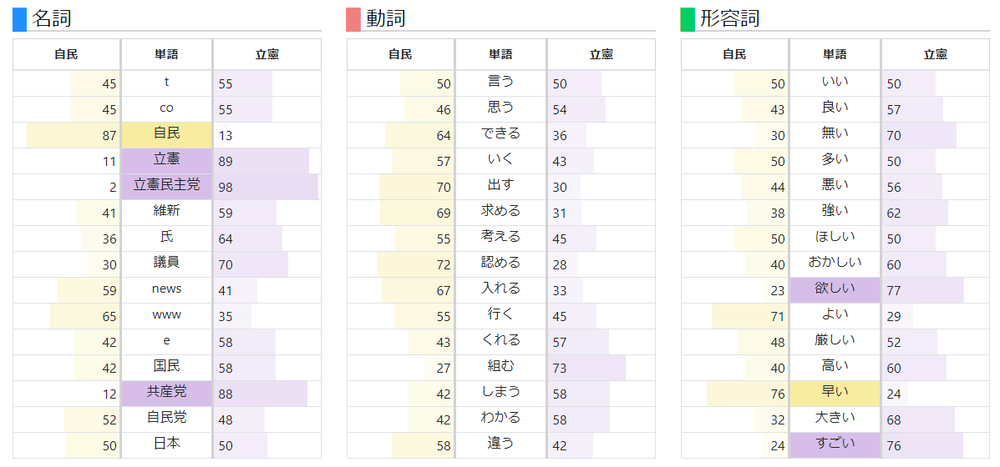 名詞
自民 単語 立憲
45 t 55
45 co 55
87 自民 13
11 立憲 89
2 立憲民主党 98
41 維新 59
36 氏 64
30 議員 70
59 news 41
65 www 35
42 e 58
42 国民 58
12 共産党 88
52 自民党 48
50 日本 50
動詞
自民 単語 立憲
50 言う 50
46 思う 54
64 できる 36
57 いく 43
70 出す 30
69 求める 31
55 考える 45
72 認める 28
67 入れる 33
55 行く 45
43 くれる 57
27 組む 73
42 しまう 58
42 わかる 58
58 違う 42
形容詞
自民 単語 立憲
50 いい 50
43 良い 57
30 無い 70
50 多い 50
44 悪い 56
38 強い 62
50 ほしい 50
40 おかしい 60
23 欲しい 77
71 よい 29
48 厳しい 52
40 高い 60
76 早い 24
32 大きい 68
24 すごい 76